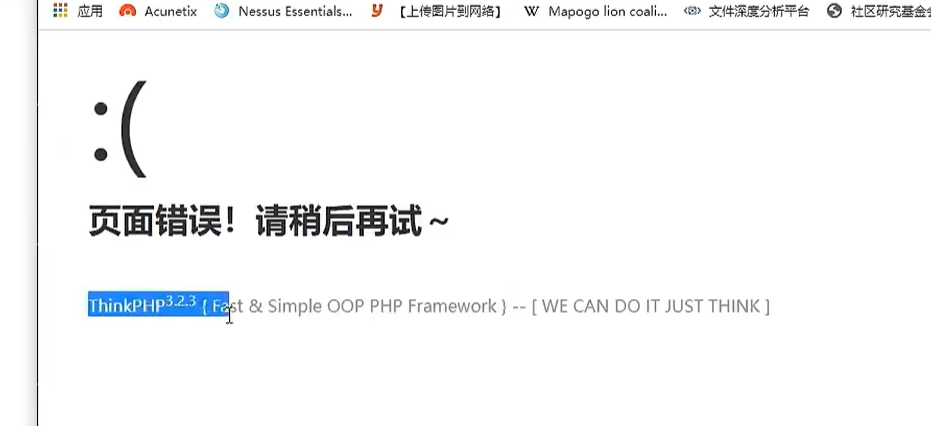 应用 Acunetix Nessus Essentials... 【上传图片到网络】 Mapogo lion coali... 文件深度分析平台 社区研究基金会
:(
页面错误！请稍后再试～
ThinkPHP3.2.3 { Fast & Simple OOP PHP Framework } -- [ WE CAN DO IT JUST THINK ]